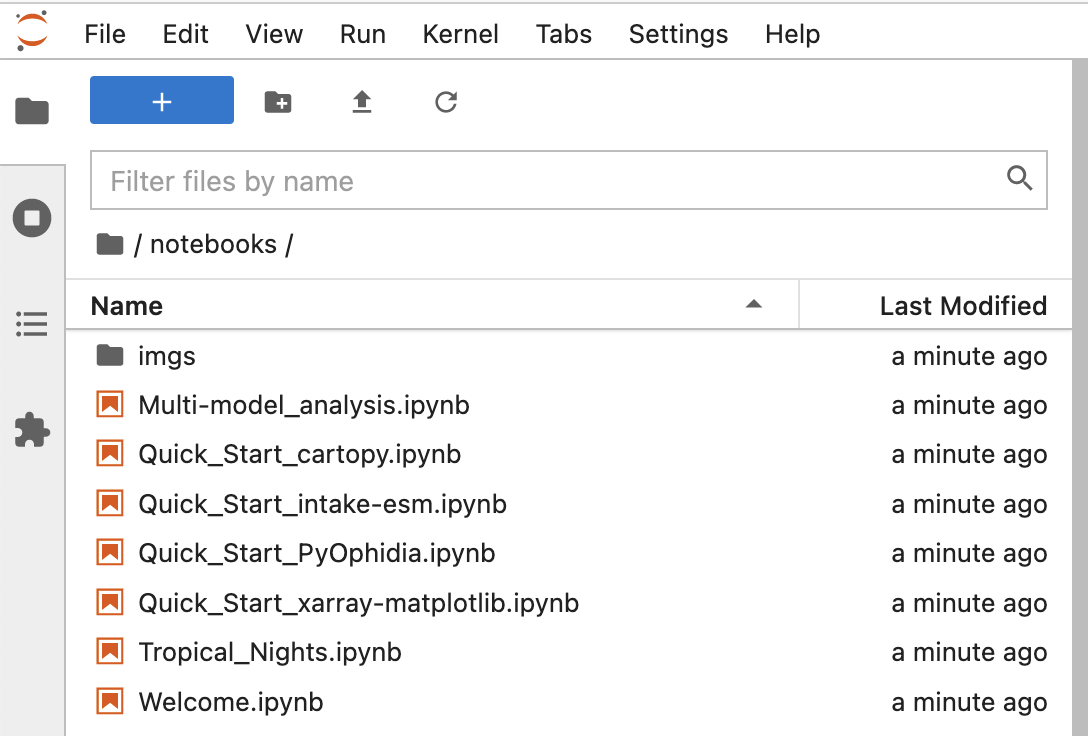 File Edit View Run Kernel Tabs Settings Help
+
Filter files by name
/ notebooks /
Name Last Modified
imgs a minute ago
Multi-model_analysis.ipynb a minute ago
Quick_Start_cartopy.ipynb a minute ago
Quick_Start_intake-esm.ipynb a minute ago
Quick_Start_PyOphidia.ipynb a minute ago
Quick_Start_xarray-matplotlib.ipynb a minute ago
Tropical_Nights.ipynb a minute ago
Welcome.ipynb a minute ago